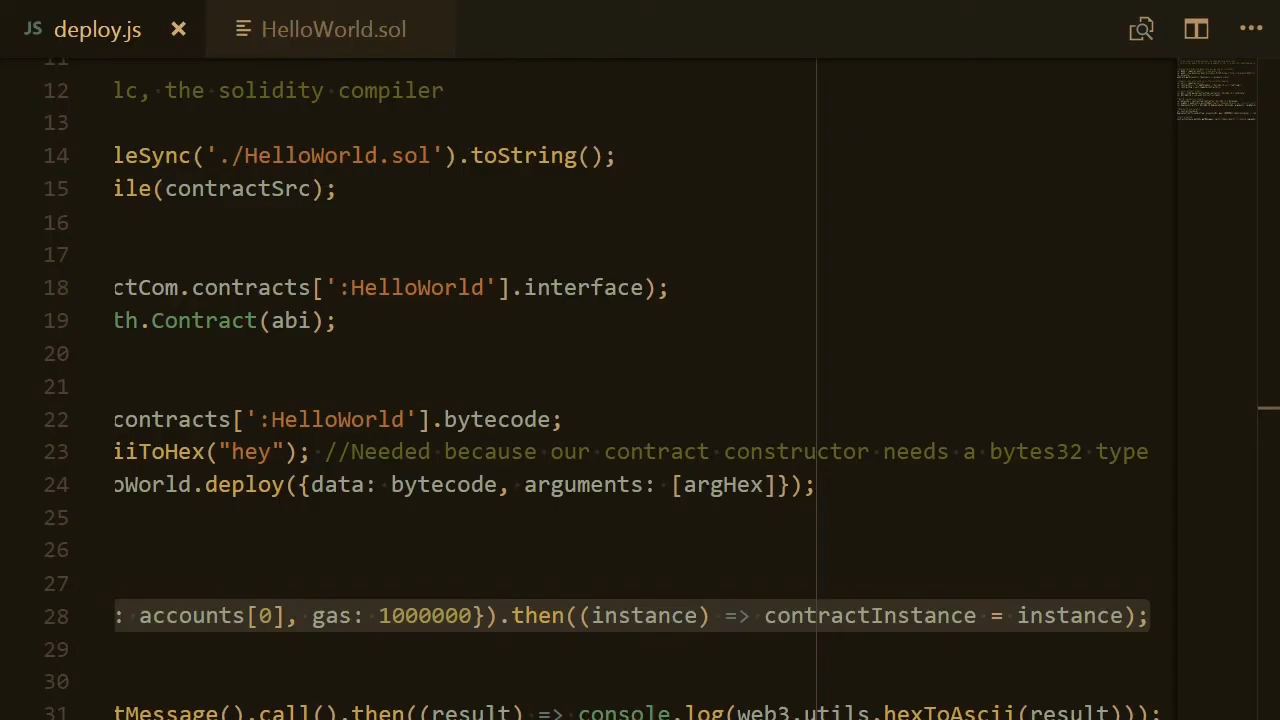 JS deploy.js × HelloWorld.sol
11
12 lc, the solidity compiler
13
14 leSync('./HelloWorld.sol').toString();
15 ile(contractSrc);
16
17
18 ctCom.contracts[':HelloWorld'].interface);
19 th.Contract(abi);
20
21
22 contracts[':HelloWorld'].bytecode;
23 iiToHex("hey"); //Needed because our contract constructor needs a bytes32 type
24 oWorld.deploy({data: bytecode, arguments: [argHex]});
25
26
27
28 : accounts[0], gas: 1000000}).then((instance) => contractInstance = instance);
29
30
31 tMessage().call().then((result) => console.log(web3.utils.hexToAscii(result)));